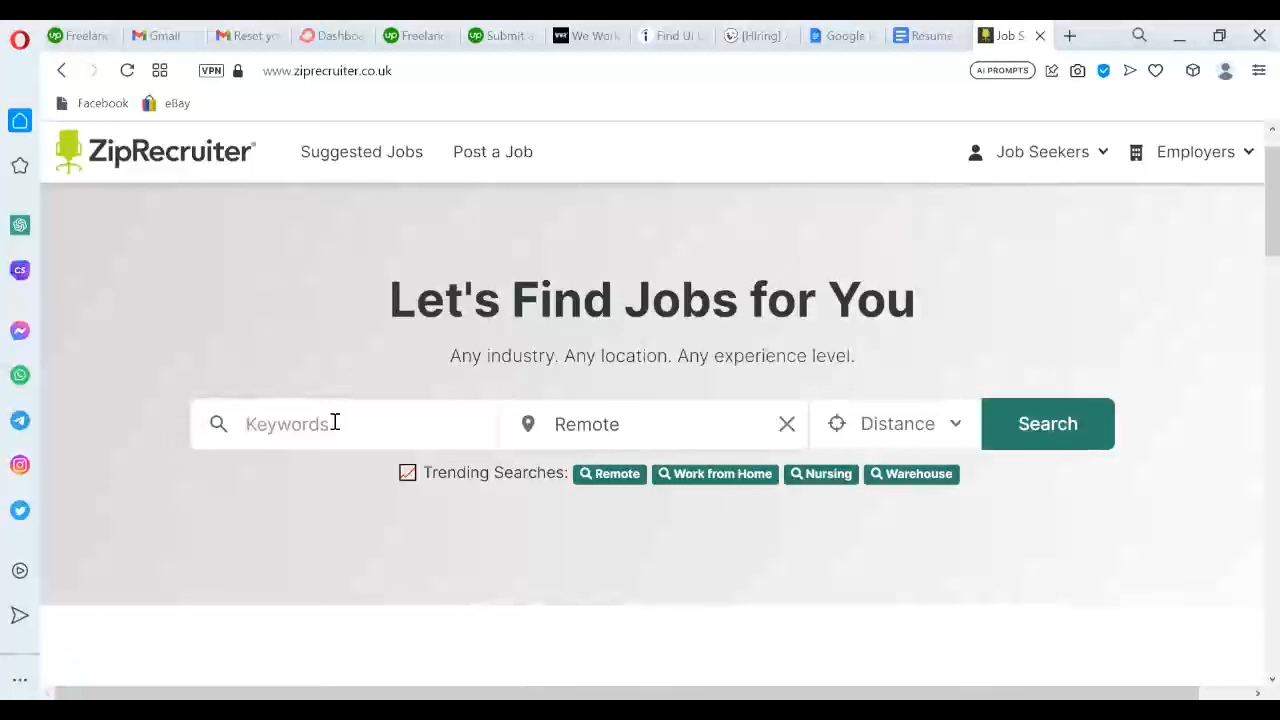 Freelanc Gmail Reset yo Dashbo Freelanc Submit a We Work Find UI [Hiring] Google Resume Job S
VPN www.ziprecruiter.co.uk AI PROMPTS
Facebook eBay
ZipRecruiter® Suggested Jobs Post a Job Job Seekers Employers
CS
Let's Find Jobs for You
Any industry. Any location. Any experience level.
Keywords Remote Distance Search
Trending Searches: Remote Work from Home Nursing Warehouse